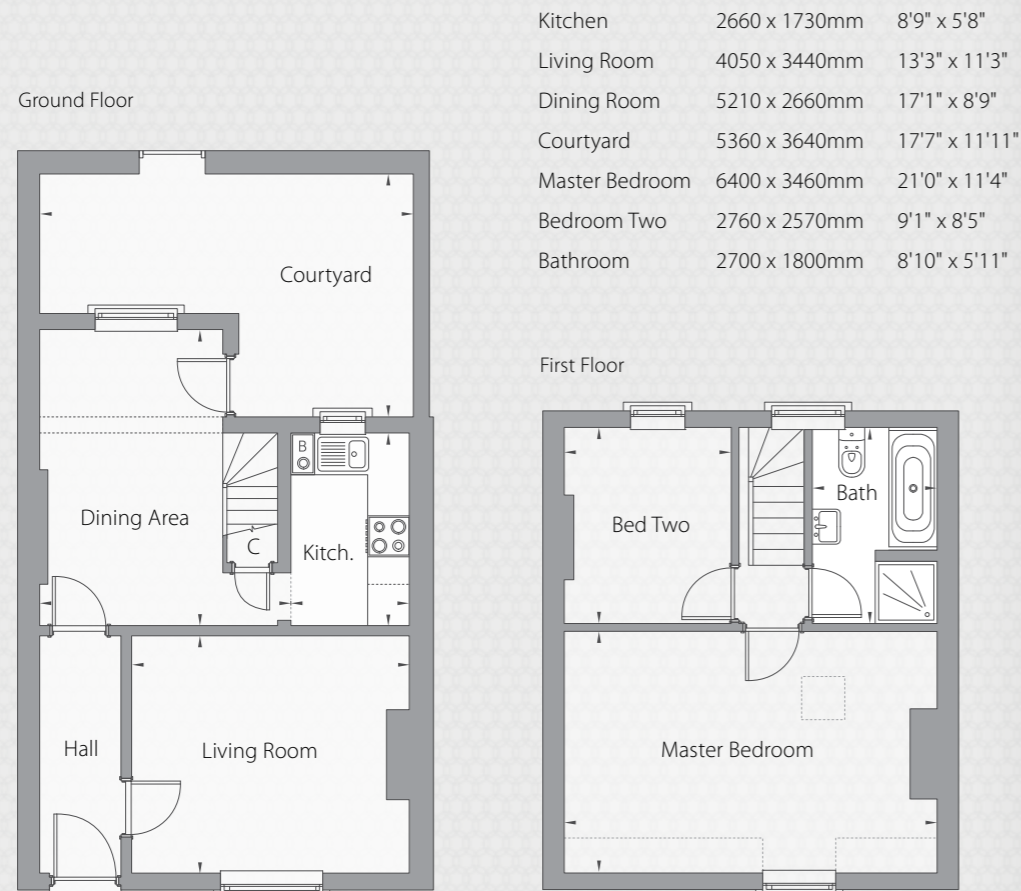 Kitchen 2660 x 1730mm 8'9" x 5'8"
Living Room 4050 x 3440mm 13'3" x 11'3"
Dining Room 5210 x 2660mm 17'1" x 8'9"
Courtyard 5360 x 3640mm 17'7" x 11'11"
Master Bedroom 6400 x 3460mm 21'0" x 11'4"
Bedroom Two 2760 x 2570mm 9'1" x 8'5"
Bathroom 2700 x 1800mm 8'10" x 5'11"
Ground Floor
Courtyard
B
Dining Area
C
Kitch.
Hall
Living Room
First Floor
Bed Two
Bath
Master Bedroom